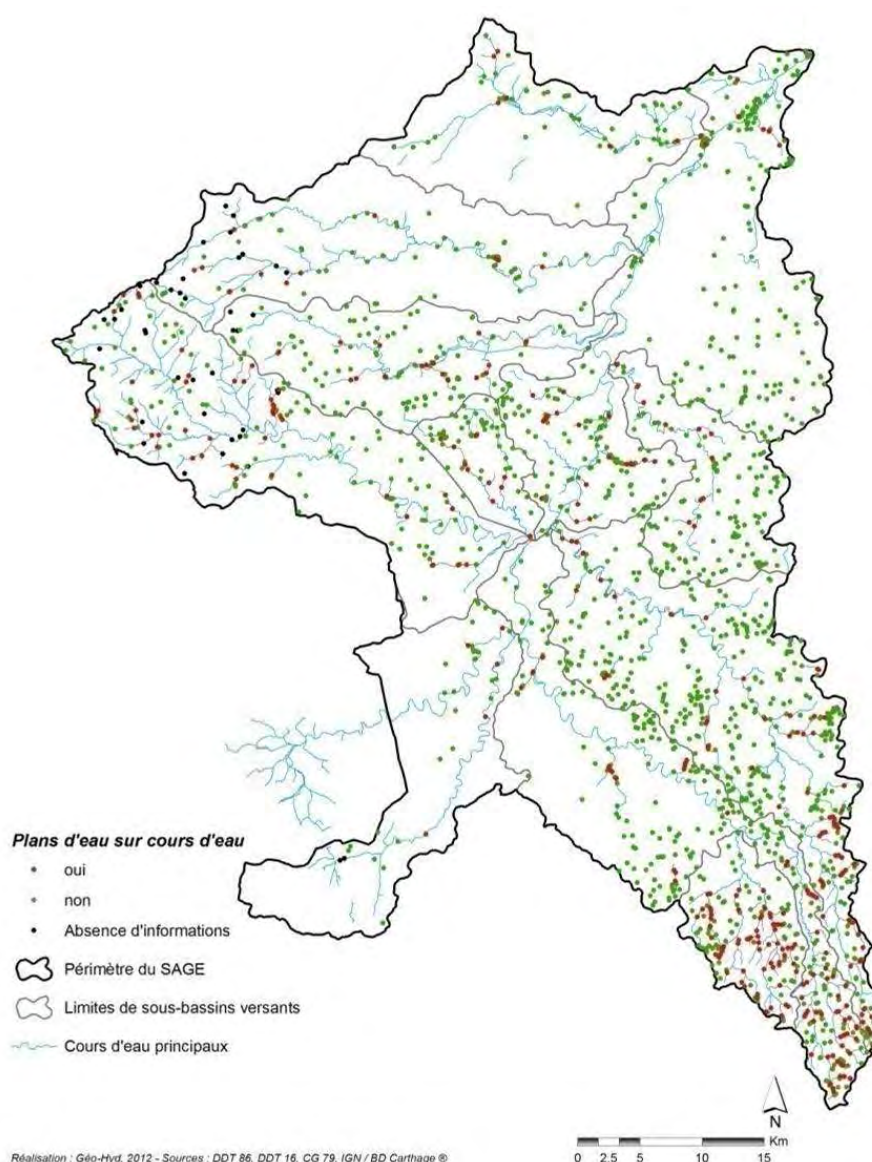 Plans d'eau sur cours d'eau
oui
non
Absence d'informations
Périmètre du SAGE
Limites de sous-bassins versants
Cours d'eau principaux
N
Km
0 2.5 5 10 15
Réalisation : Géo-Hyd, 2012 - Sources : DDT 86, DDT 16, CG 79, IGN / BD Carthage ®